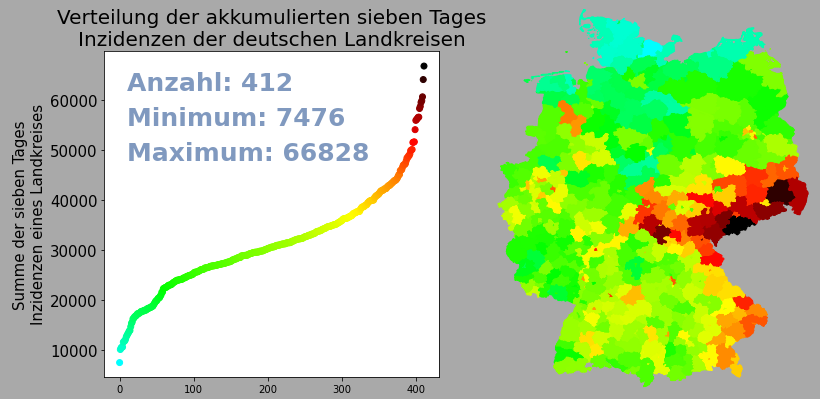 Verteilung der akkumulierten sieben Tages
Inzidenzen der deutschen Landkreisen
Anzahl: 412
Minimum: 7476
Maximum: 66828
Summe der sieben Tages
Inzidenzen eines Landkreises
60000
50000
40000
30000
20000
10000
0 100 200 300 400